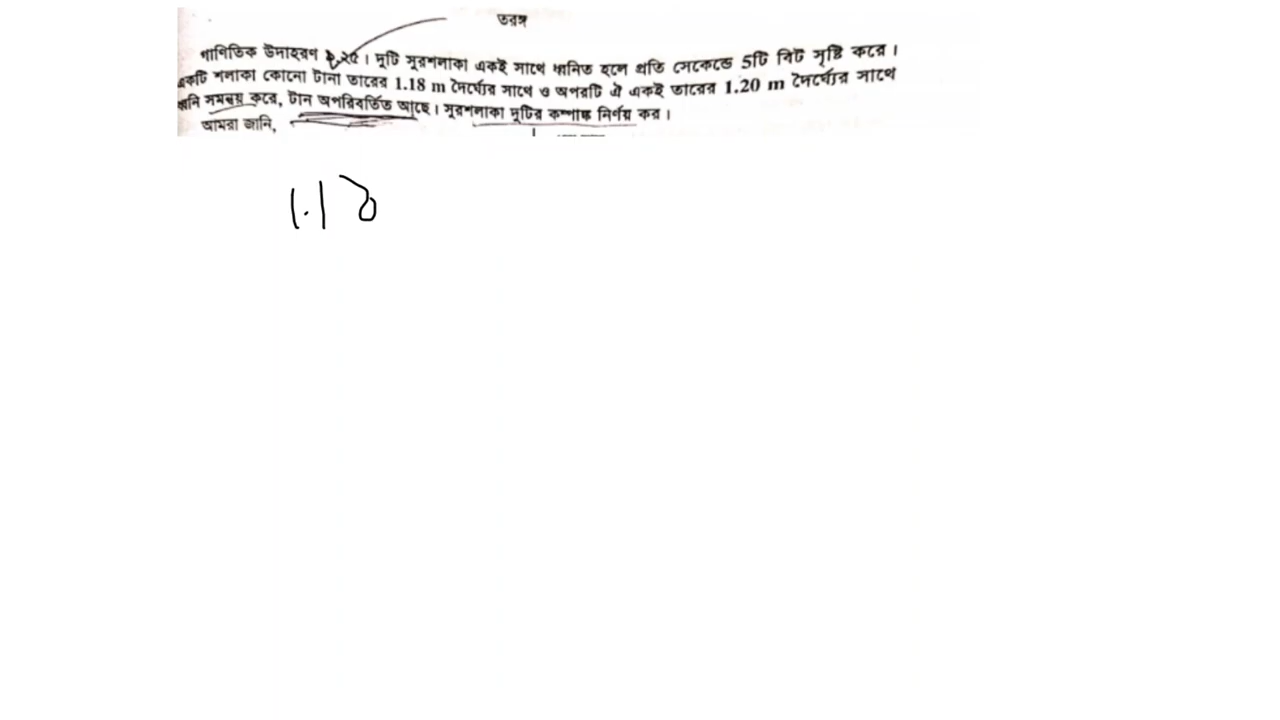 তরঙ্গ
গাণিতিক উদাহরণ ৯.২৫। দুটি সুরশলাকা একই সাথে ধ্বনিত হলে প্রতি সেকেন্ডে 5টি বিট সৃষ্টি করে।
একটি শলাকা কোনো টানা তারের 1.18 m দৈর্ঘ্যের সাথে ও অপরটি ঐ একই তারের 1.20 m দৈর্ঘ্যের সাথে
ধ্বনি সমন্বয় করে, টান অপরিবর্তিত আছে। সুরশলাকা দুটির কম্পাঙ্ক নির্ণয় কর।
আমরা জানি,
1.1